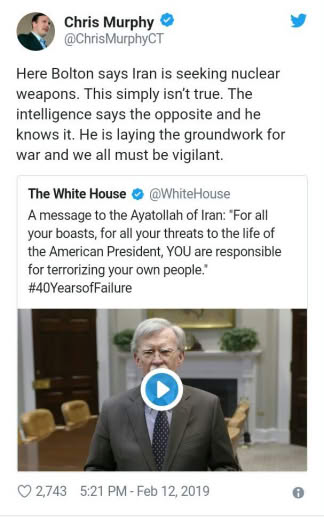 Chris Murphy
@ChrisMurphyCT
Here Bolton says Iran is seeking nuclear
weapons. This simply isn’t true. The
intelligence says the opposite and he
knows it. He is laying the groundwork for
war and we all must be vigilant.
The White House @WhiteHouse
A message to the Ayatollah of Iran: "For all
your boasts, for all your threats to the life of
the American President, YOU are responsible
for terrorizing your own people."
#40YearsofFailure
2,743 5:21 PM - Feb 12, 2019